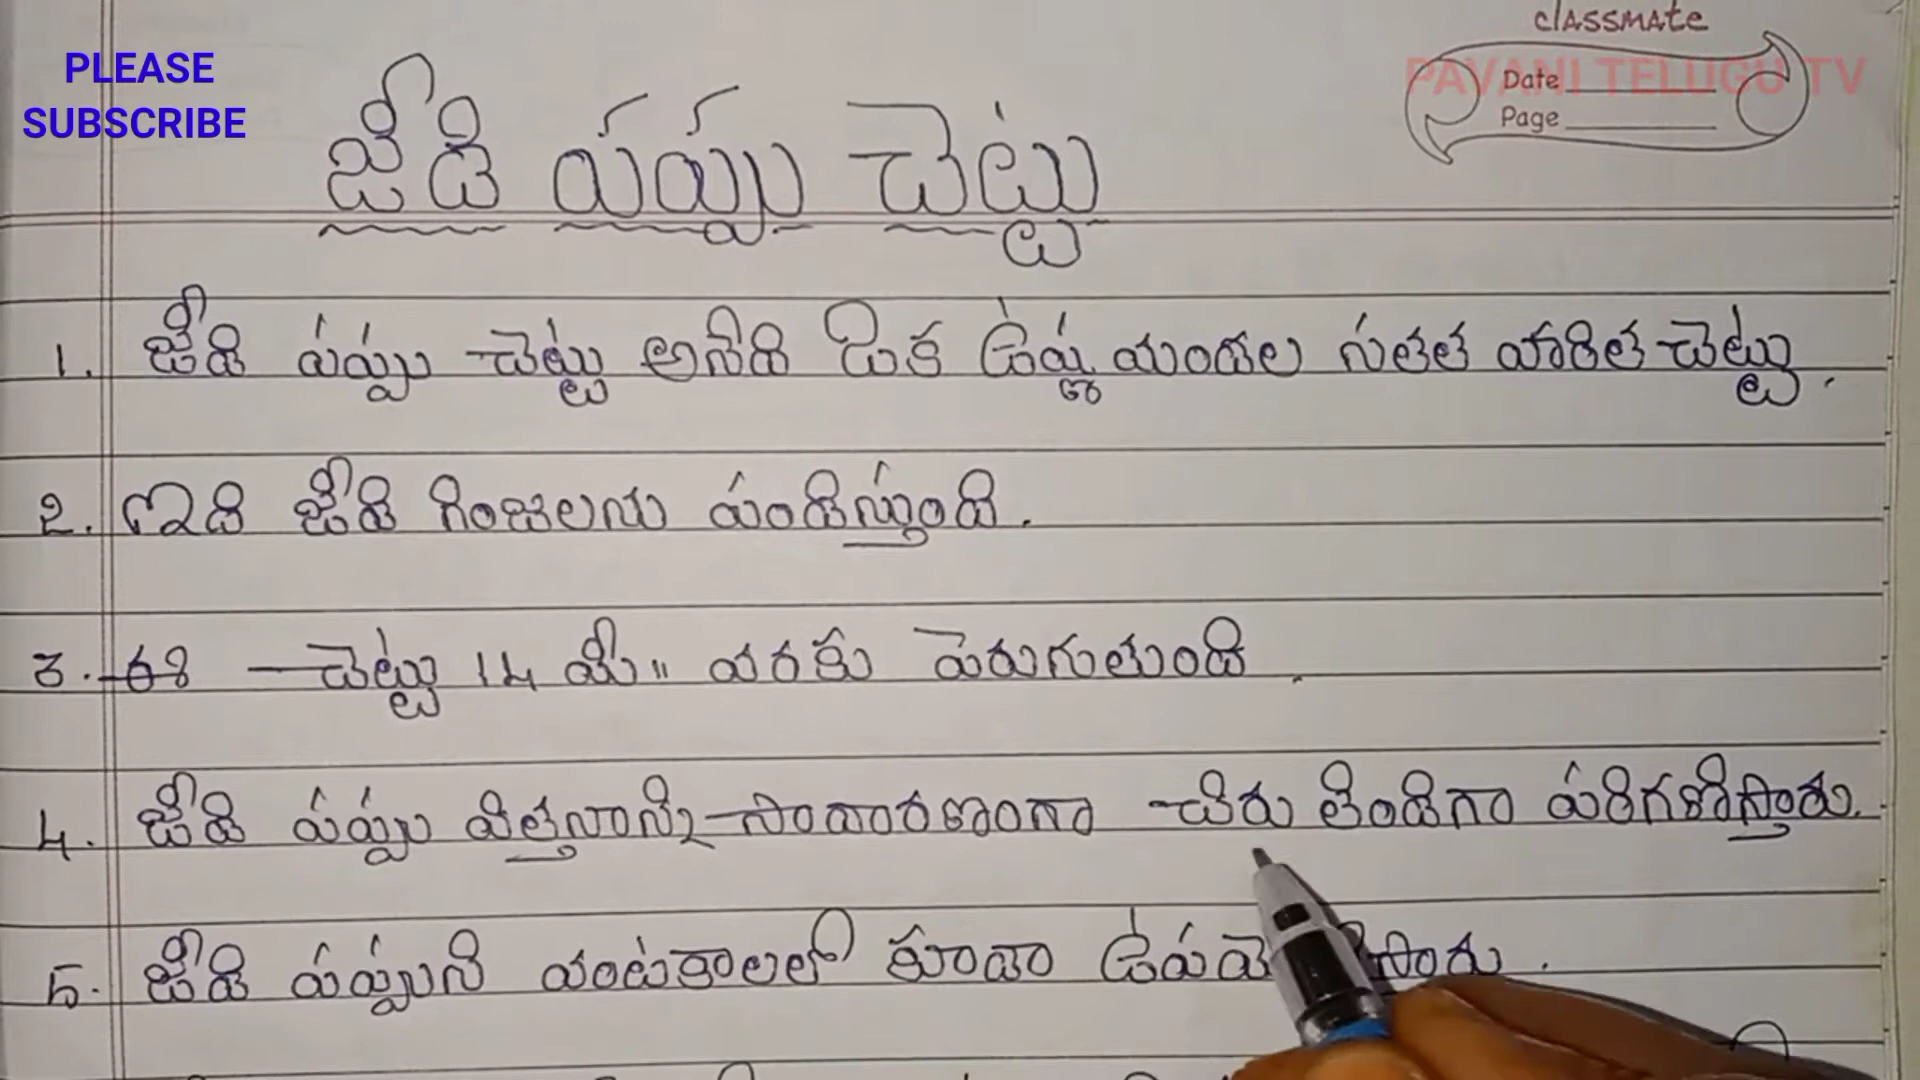 PLEASE
SUBSCRIBE
classmate
PAVANI TELUGU TV
Date
Page
జీడి పప్పు చెట్టు
1. జీడి పప్పు చెట్టు అనేది ఒక ఉష్ణ మండల సతత హరిత చెట్టు.
2. ఇది జీడి గింజలను పండిస్తుంది.
3. ఈ చెట్టు 14 మీ॥ వరకు పెరుగుతుంది.
4. జీడి పప్పు విత్తనాన్ని సాదారణంగా చిరు తిండిగా పరిగణిస్తారు.
5. జీడి పప్పుని వంటకాలలో కూడా